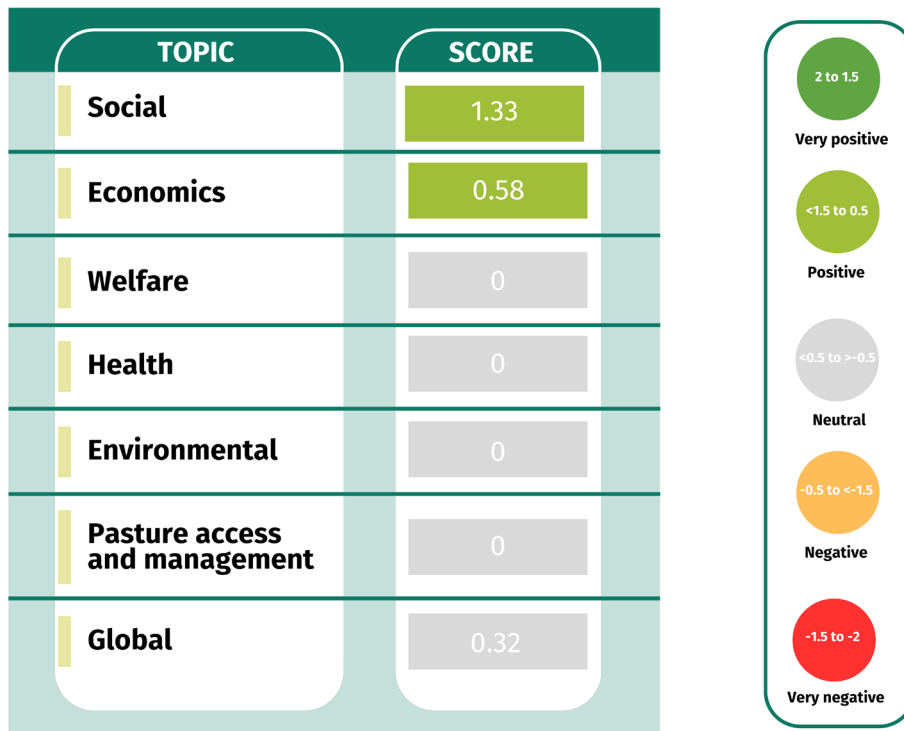 TOPIC SCORE
Social 1.33
Economics 0.58
Welfare 0
Health 0
Environmental 0
Pasture access
and management 0
Global 0.32
2 to 1.5
Very positive
<1.5 to 0.5
Positive
<0.5 to >-0.5
Neutral
-0.5 to <-1.5
Negative
-1.5 to -2
Very negative